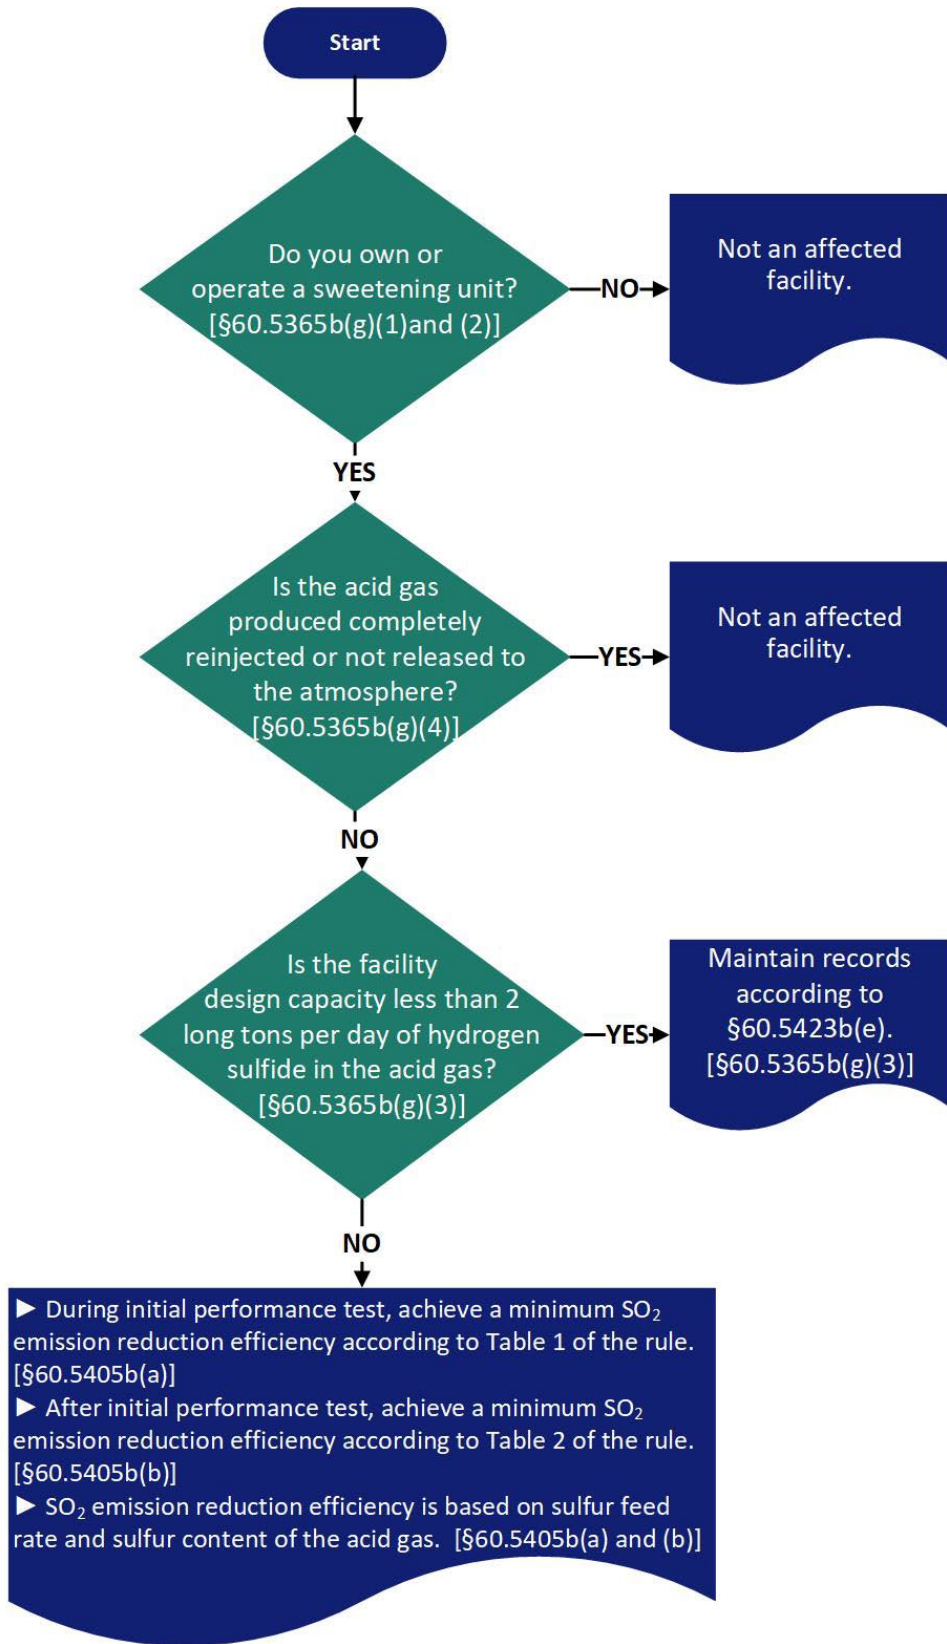 Start
Do you own or
operate a sweetening unit?
[§60.5365b(g)(1)and (2)]
NO
Not an affected
facility.
YES
Is the acid gas
produced completely
reinjected or not released to
the atmosphere?
[§60.5365b(g)(4)]
YES
Not an affected
facility.
NO
Is the facility
design capacity less than 2
long tons per day of hydrogen
sulfide in the acid gas?
[§60.5365b(g)(3)]
YES
Maintain records
according to
§60.5423b(e).
[§60.5365b(g)(3)]
NO
► During initial performance test, achieve a minimum SO₂
emission reduction efficiency according to Table 1 of the rule.
[§60.5405b(a)]
► After initial performance test, achieve a minimum SO₂
emission reduction efficiency according to Table 2 of the rule.
[§60.5405b(b)]
► SO₂ emission reduction efficiency is based on sulfur feed
rate and sulfur content of the acid gas.  [§60.5405b(a) and (b)]